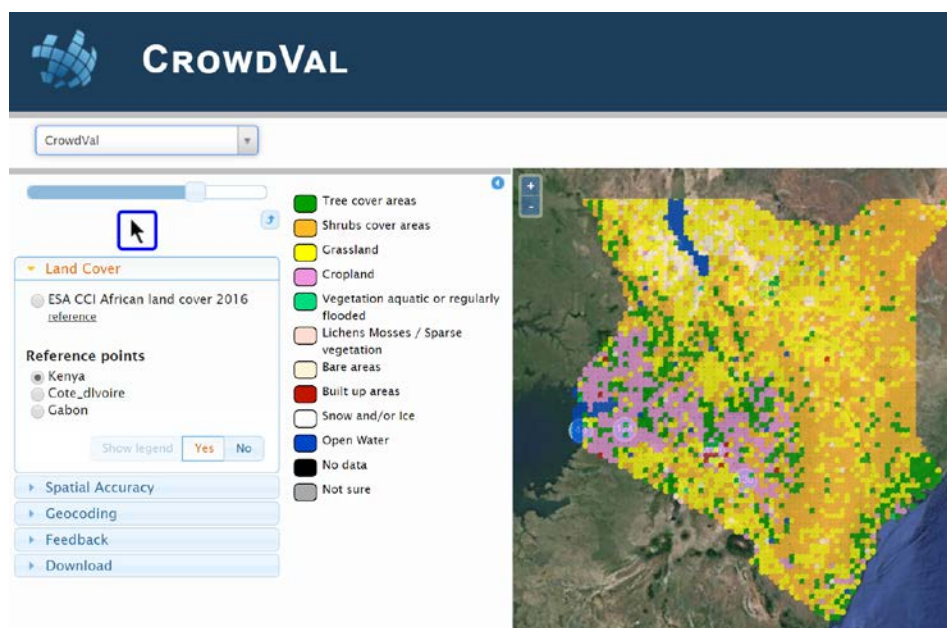 CROWDVAL
CrowdVal
+
-
Land Cover
ESA CCI African land cover 2016
reference
Reference points
Kenya
Cote_dIvoire
Gabon
Show legend Yes No
Spatial Accuracy
Geocoding
Feedback
Download
Tree cover areas
Shrubs cover areas
Grassland
Cropland
Vegetation aquatic or regularly
flooded
Lichens Mosses / Sparse
vegetation
Bare areas
Built up areas
Snow and/or Ice
Open Water
No data
Not sure